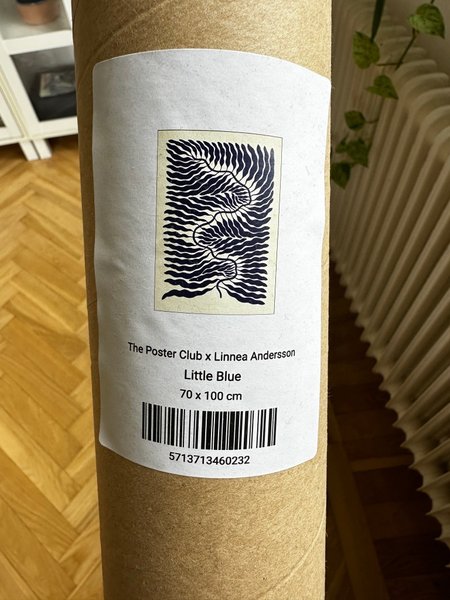 The Poster Club x Linnea Andersson
Little Blue
70 x 100 cm
5713713460232